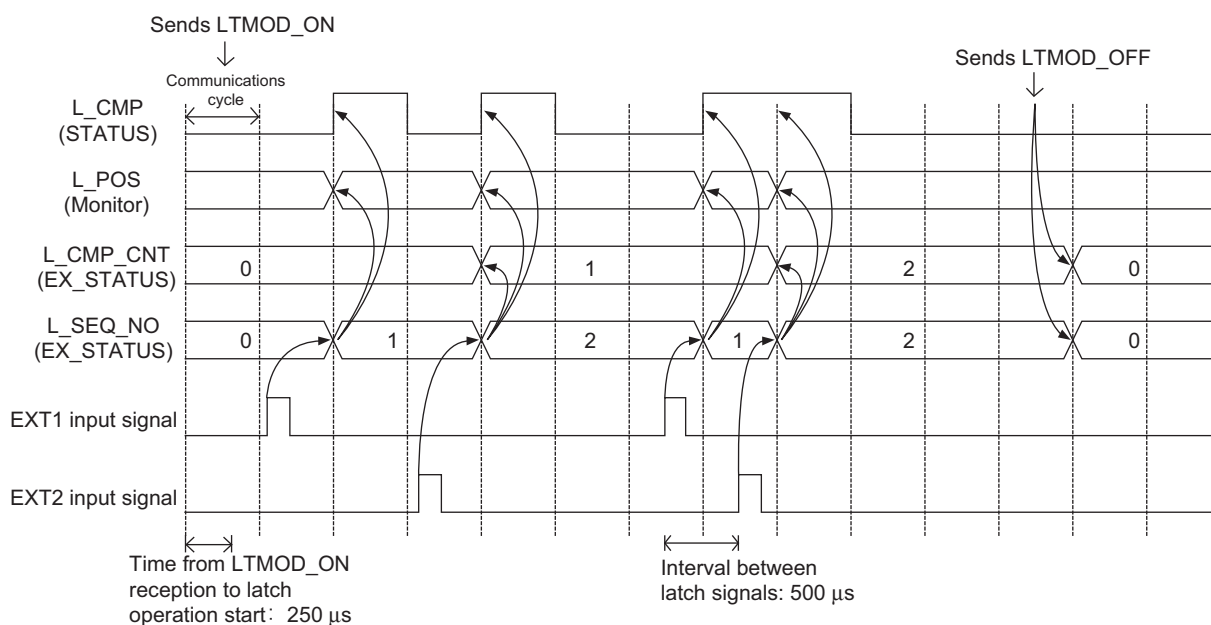 Sends LTMOD_ON
Communications
cycle
Sends LTMOD_OFF
L_CMP
(STATUS)
L_POS
(Monitor)
L_CMP_CNT
(EX_STATUS)
0
1
2
0
L_SEQ_NO
(EX_STATUS)
0
1
2
1
2
0
EXT1 input signal
EXT2 input signal
Time from LTMOD_ON
reception to latch
operation start: 250 μs
Interval between
latch signals: 500 μs